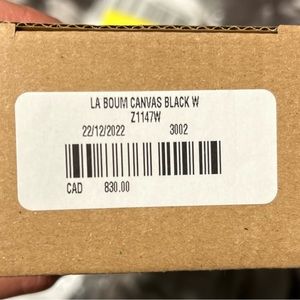 LA BOUM CANVAS BLACK W
Z1147W
22/12/2022 3002
CAD 830.00